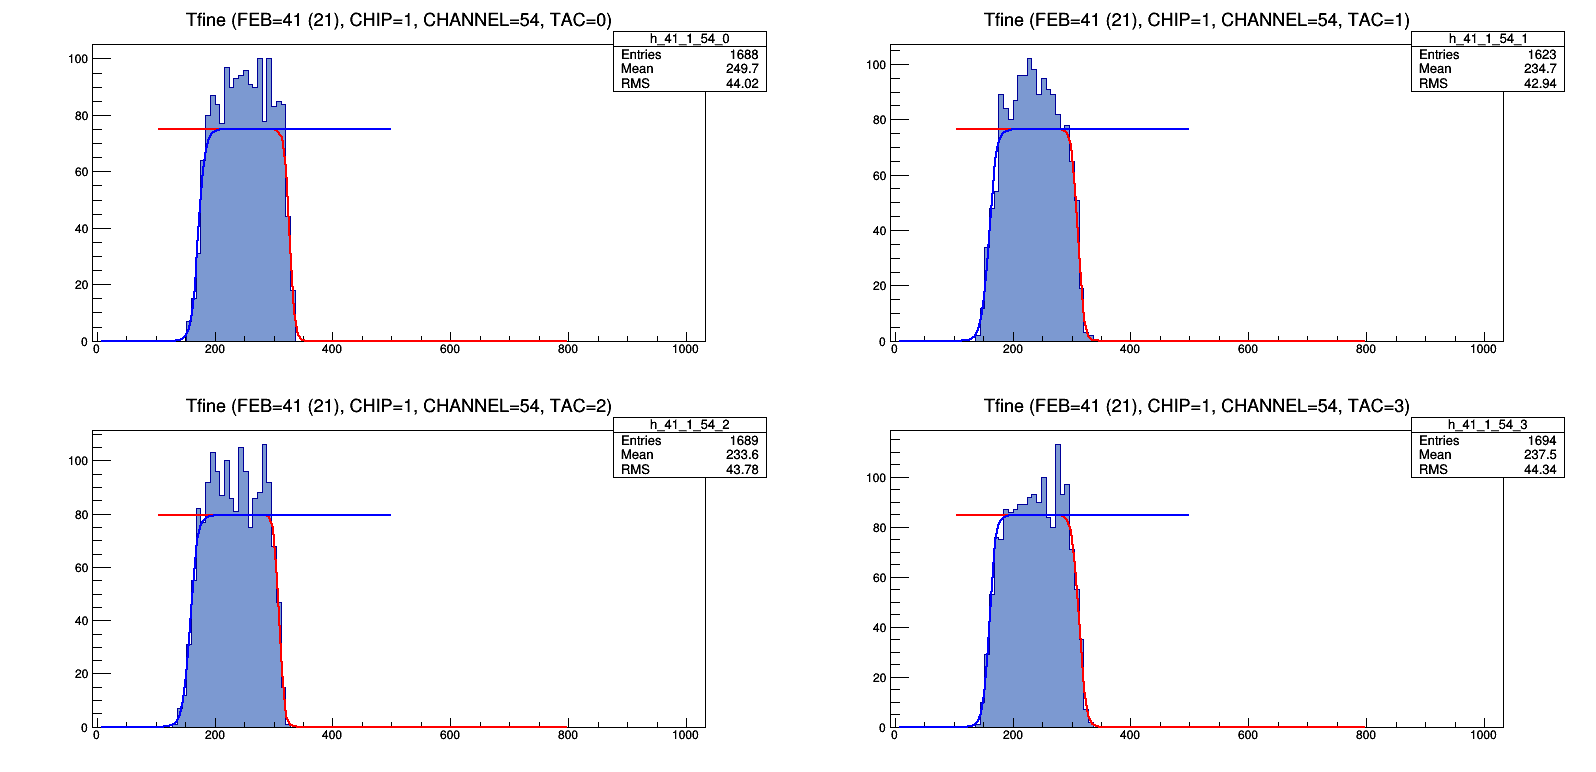 Tfine (FEB=41 (21), CHIP=1, CHANNEL=54, TAC=0)
h_41_1_54_0
Entries 1688
Mean 249.7
RMS 44.02
100
80
60
40
20
0
0 200 400 600 800 1000
Tfine (FEB=41 (21), CHIP=1, CHANNEL=54, TAC=1)
h_41_1_54_1
Entries 1623
Mean 234.7
RMS 42.94
100
80
60
40
20
0
0 200 400 600 800 1000
Tfine (FEB=41 (21), CHIP=1, CHANNEL=54, TAC=2)
h_41_1_54_2
Entries 1689
Mean 233.6
RMS 43.78
100
80
60
40
20
0
0 200 400 600 800 1000
Tfine (FEB=41 (21), CHIP=1, CHANNEL=54, TAC=3)
h_41_1_54_3
Entries 1694
Mean 237.5
RMS 44.34
100
80
60
40
20
0
0 200 400 600 800 1000